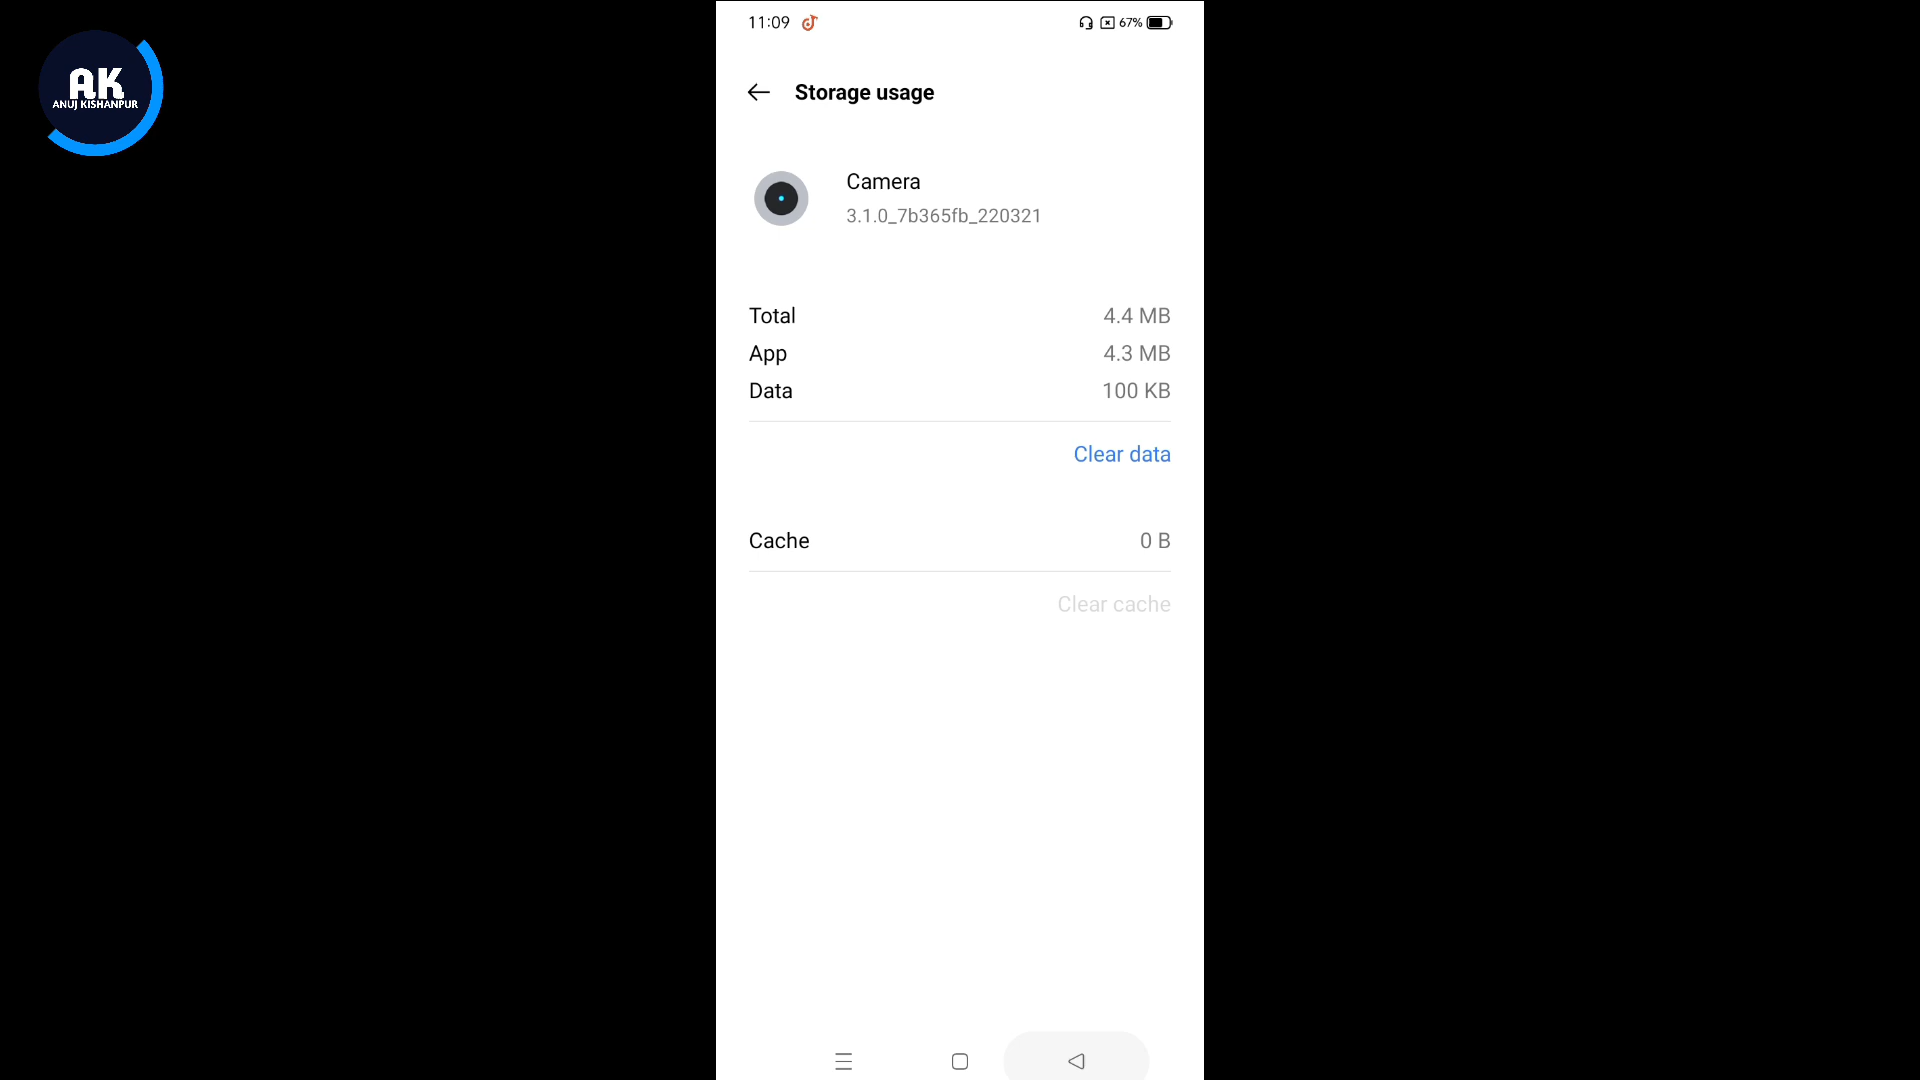 AK
ANUJ KISHANPUR
11:09
67%
Storage usage
Camera
3.1.0_7b365fb_220321
Total 4.4 MB
App 4.3 MB
Data 100 KB
Clear data
Cache 0 B
Clear cache